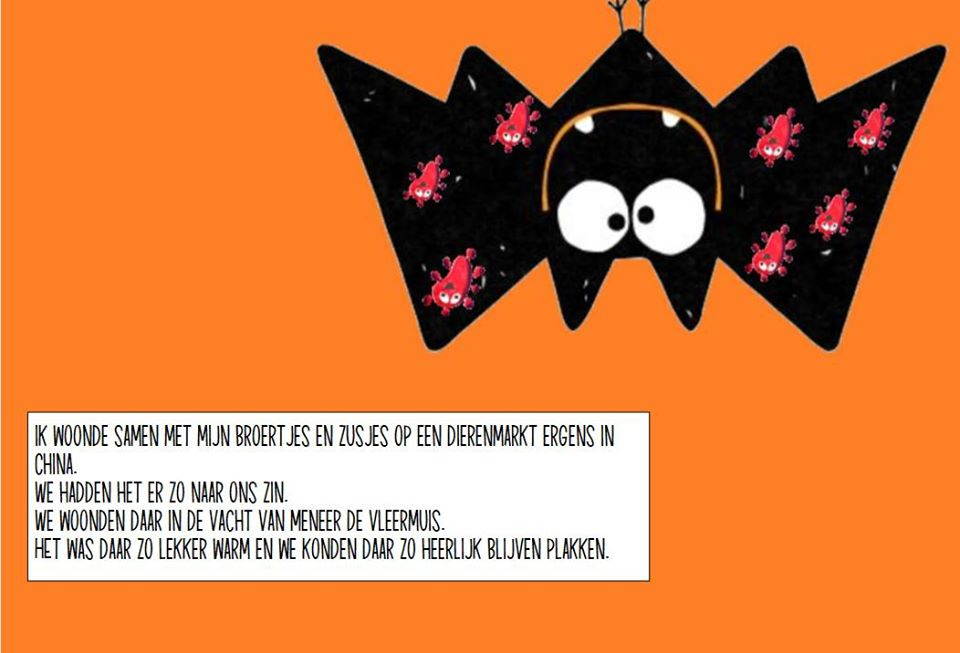 IK WOONDE SAMEN MET MIJN BROERTJES EN ZUSJES OP EEN DIERENMARKT ERGENS IN
CHINA.
WE HADDEN HET ER ZO NAAR ONS ZIN.
WE WOONDEN DAAR IN DE VACHT VAN MENEER DE VLEERMUIS.
HET WAS DAAR ZO LEKKER WARM EN WE KONDEN DAAR ZO HEERLIJK BLIJVEN PLAKKEN.